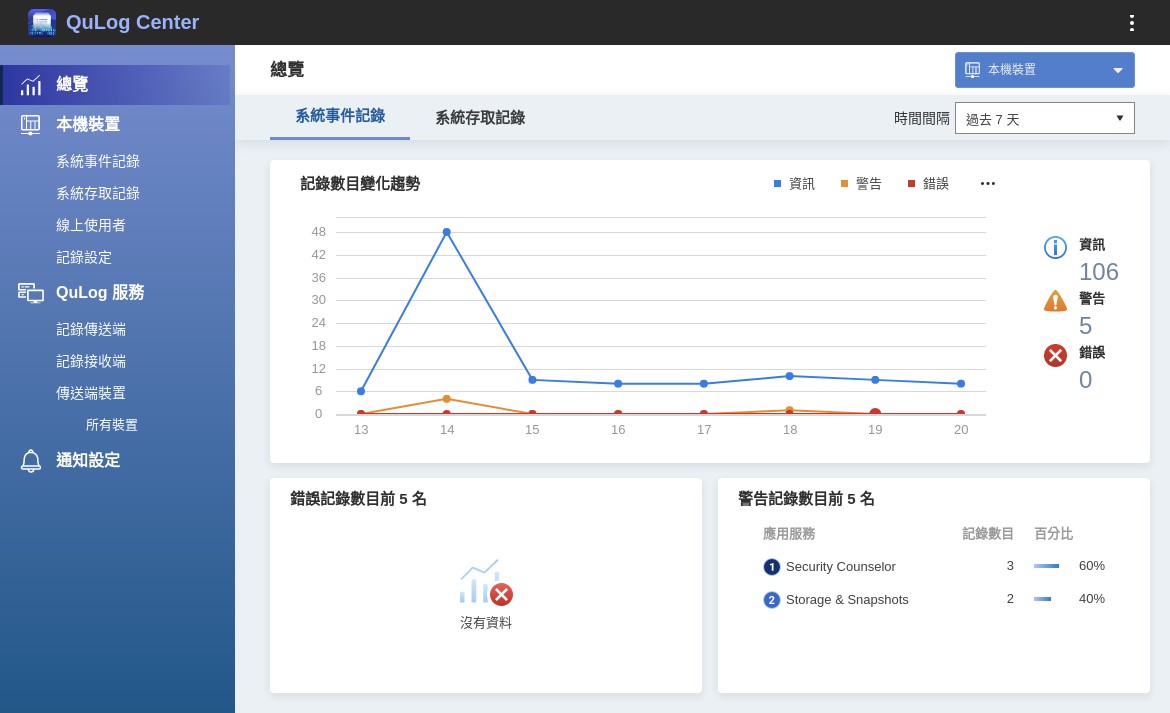 QuLog Center
總覽
本機裝置
系統事件記錄
系統存取記錄
線上使用者
記錄設定
QuLog 服務
記錄傳送端
記錄接收端
傳送端裝置
所有裝置
通知設定
總覽
本機裝置
系統事件記錄 系統存取記錄
時間間隔 過去 7 天
記錄數目變化趨勢
資訊 警告 錯誤
48
42
36
30
24
18
12
6
0
13 14 15 16 17 18 19 20
資訊
106
警告
5
錯誤
0
錯誤記錄數目前 5 名
沒有資料
警告記錄數目前 5 名
應用服務 記錄數目 百分比
1 Security Counselor 3 60%
2 Storage & Snapshots 2 40%